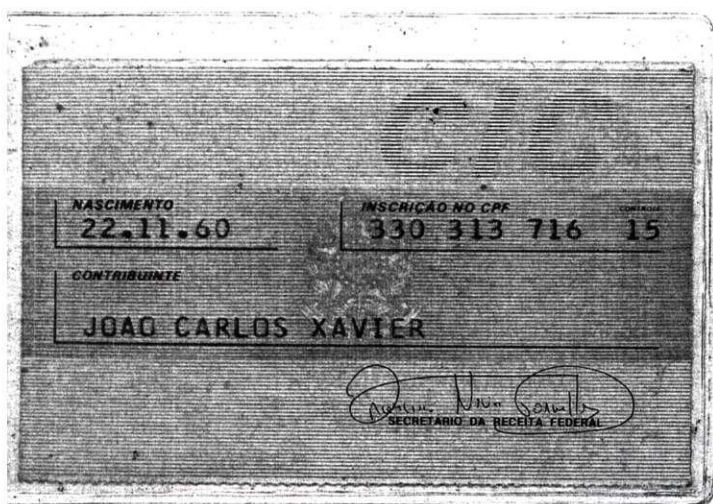 CIC
NASCIMENTO
22.11.60
INSCRIÇÃO NO CPF
CONTROLE
330 313 716 15
CONTRIBUINTE
JOAO CARLOS XAVIER
SECRETÁRIO DA RECEITA FEDERAL